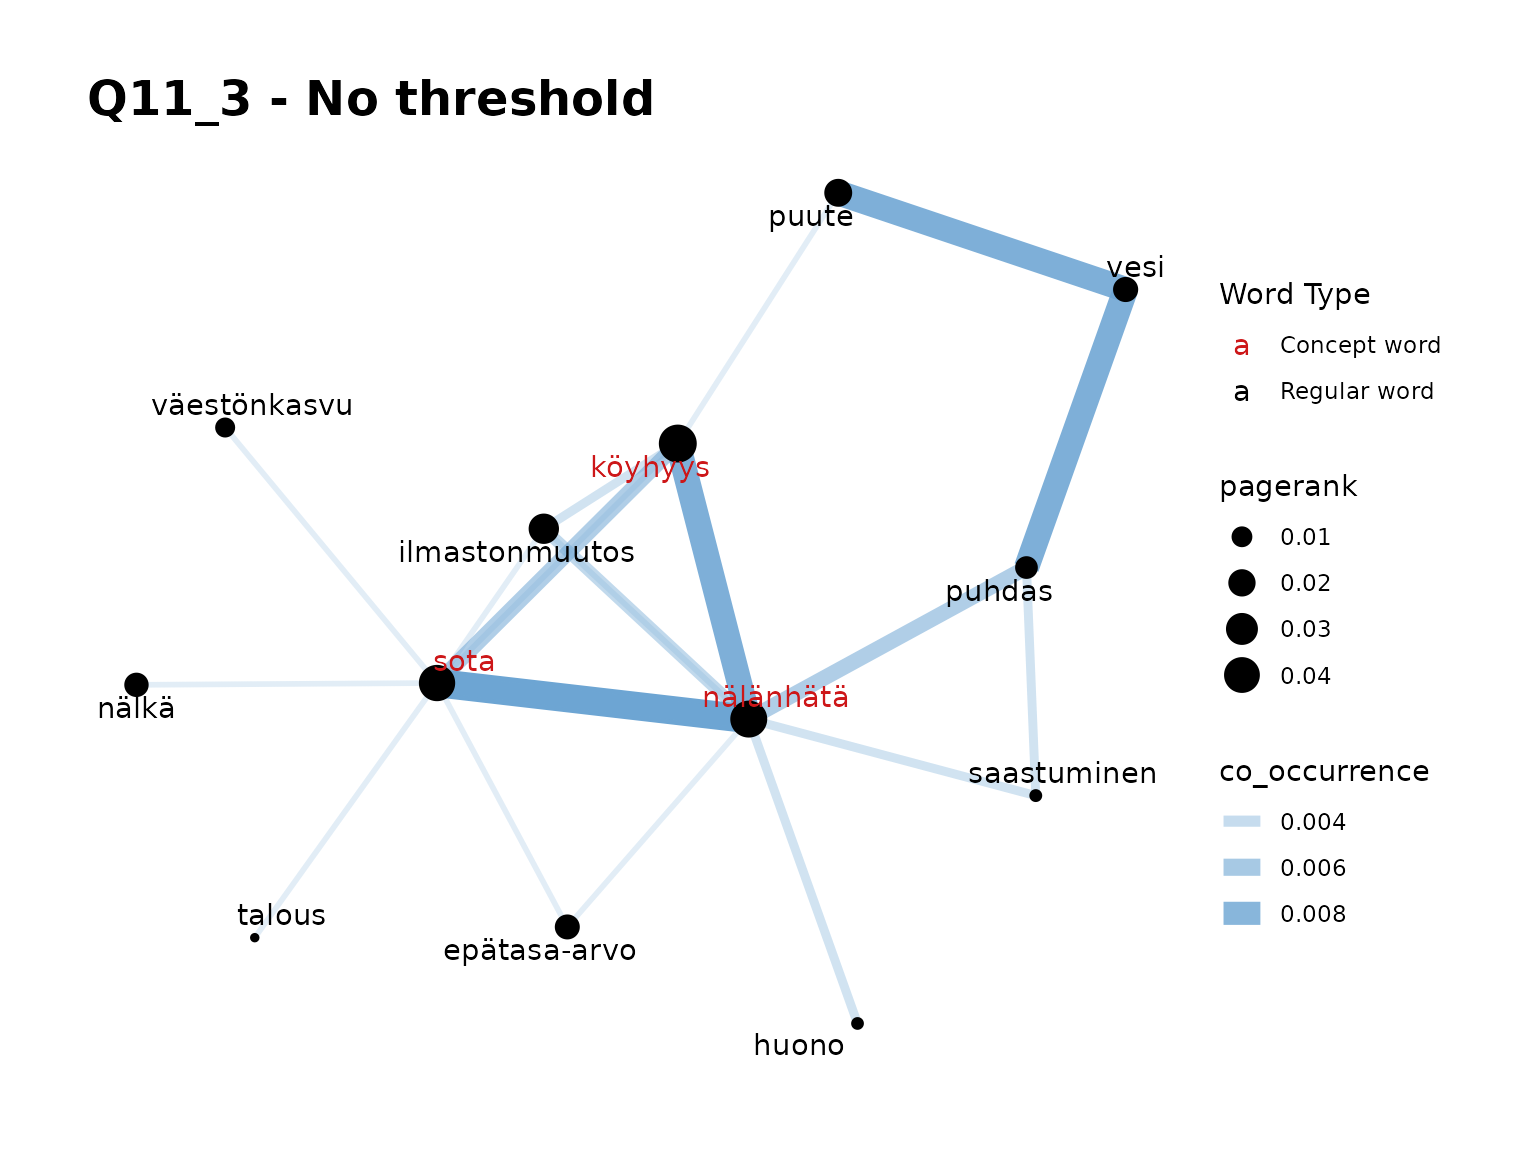 Q11_3 - No threshold
puute
vesi
väestönkasvu
köyhyys
ilmastonmuutos
puhdas
sota
nälänhätä
nälkä
saastuminen
talous
epätasa-arvo
huono
Word Type
a Concept word
a Regular word
pagerank
0.01
0.02
0.03
0.04
co_occurrence
0.004
0.006
0.008